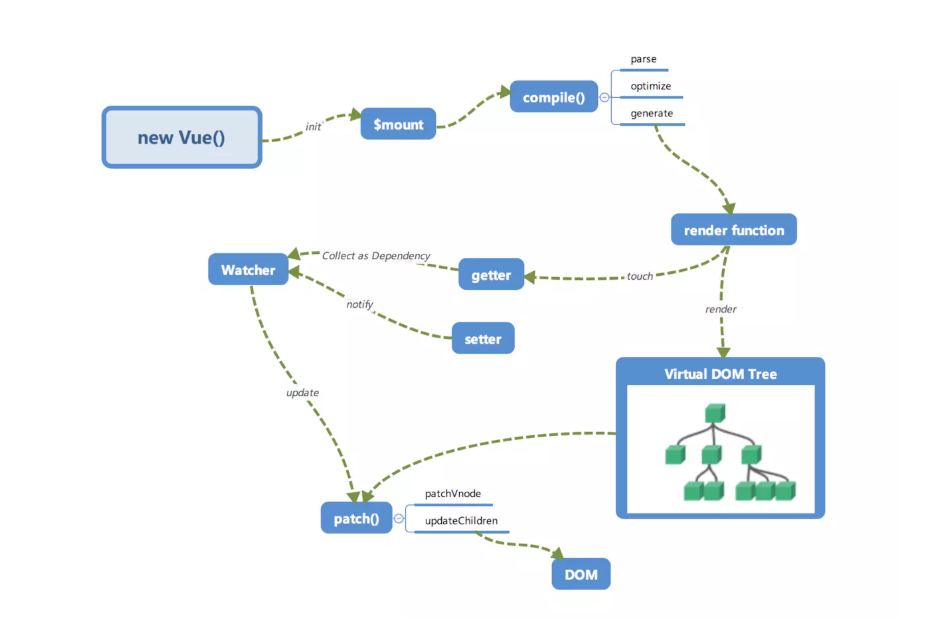 parse
optimize
compile()
generate
$mount
init
new Vue()
render function
Collect as Dependency
Watcher
getter
touch
notify
render
setter
Virtual DOM Tree
update
patchVnode
patch()
updateChildren
DOM